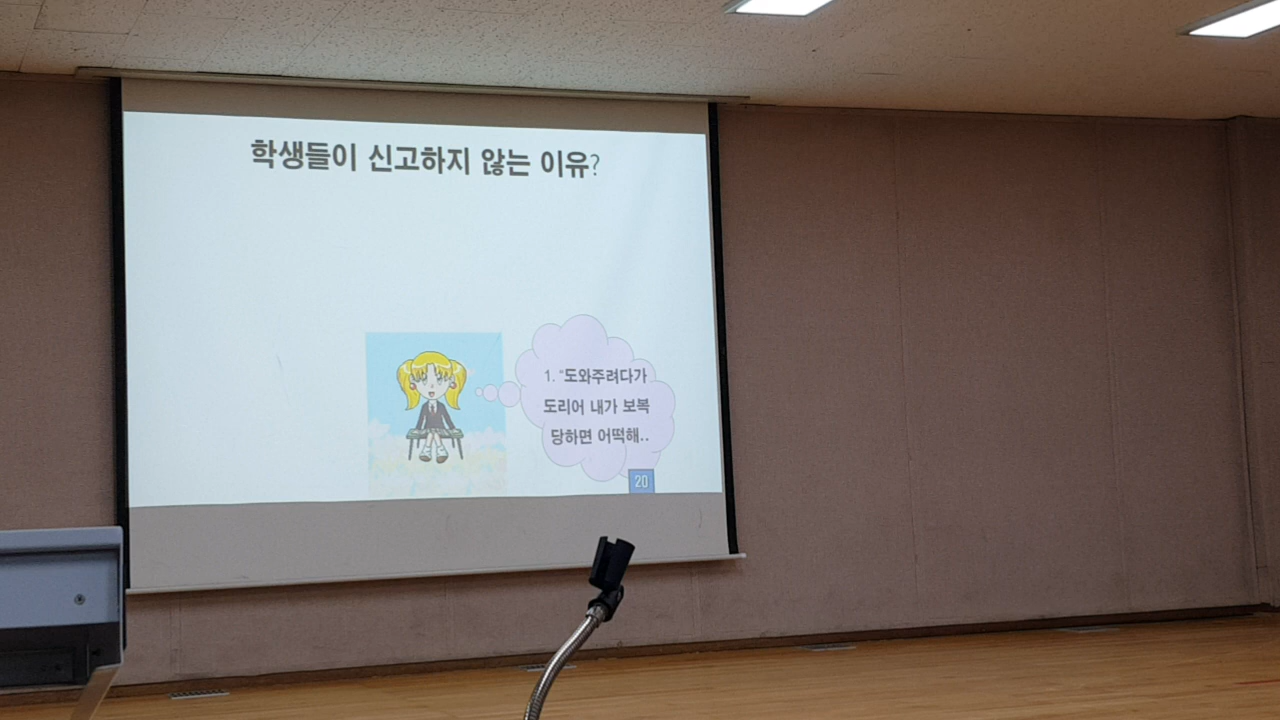 학생들이 신고하지 않는 이유?
1. "도와주려다가
도리어 내가 보복
당하면 어떡해..
20